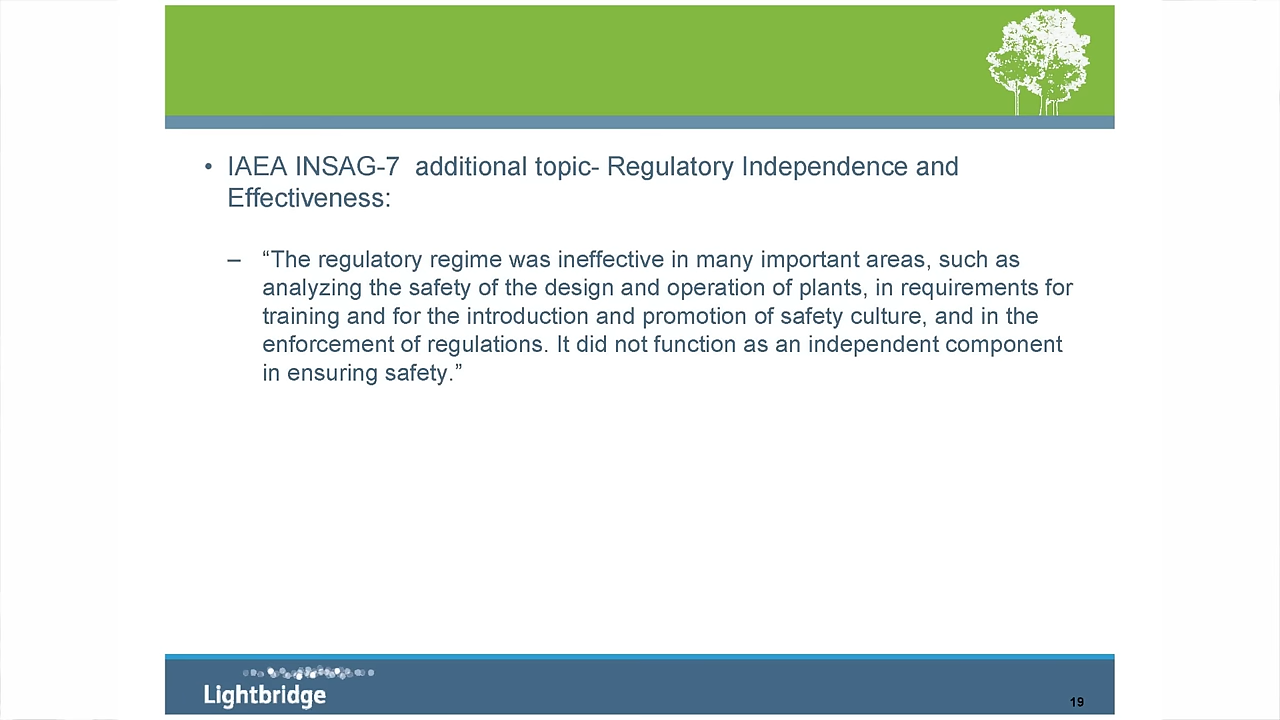 • IAEA INSAG-7  additional topic- Regulatory Independence and
Effectiveness:
– “The regulatory regime was ineffective in many important areas, such as
analyzing the safety of the design and operation of plants, in requirements for
training and for the introduction and promotion of safety culture, and in the
enforcement of regulations. It did not function as an independent component
in ensuring safety.”
Lightbridge
19